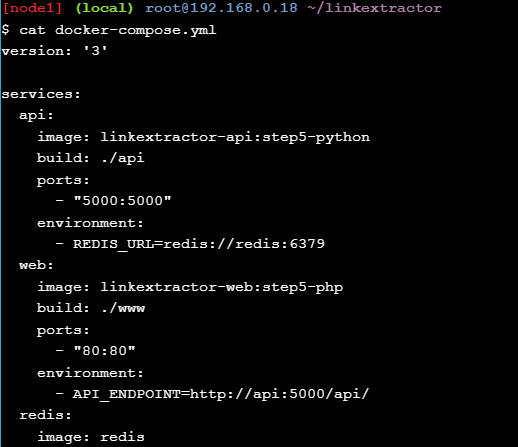 [node1] (local) root@192.168.0.18 ~/linkextractor
$ cat docker-compose.yml
version: '3'

services:
  api:
    image: linkextractor-api:step5-python
    build: ./api
    ports:
      - "5000:5000"
    environment:
      - REDIS_URL=redis://redis:6379
  web:
    image: linkextractor-web:step5-php
    build: ./www
    ports:
      - "80:80"
    environment:
      - API_ENDPOINT=http://api:5000/api/
  redis:
    image: redis